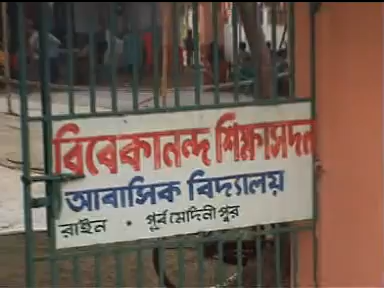 বিবেকানন্দ শিক্ষাসদন
আবাসিক বিদ্যালয়
রাইন • পূর্ব মেদিনীপুর